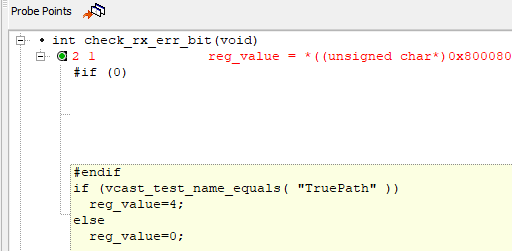 Probe Points
int check_rx_err_bit(void)
2 1 reg_value = *((unsigned char*)0x800080
#if (0)
#endif
if (vcast_test_name_equals( "TruePath" ))
reg_value=4;
else
reg_value=0;